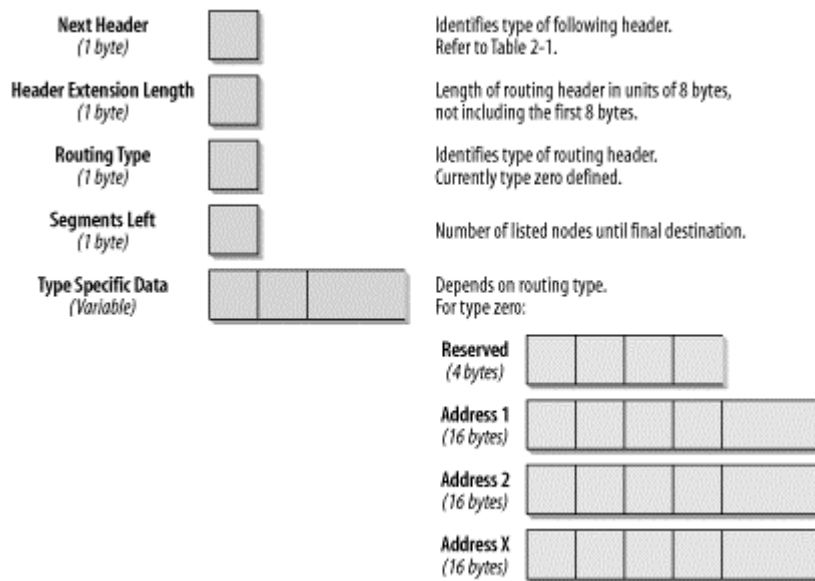 Next Header
(1 byte)
Identifies type of following header.
Refer to Table 2-1.
Header Extension Length
(1 byte)
Length of routing header in units of 8 bytes,
not including the first 8 bytes.
Routing Type
(1 byte)
Identifies type of routing header.
Currently type zero defined.
Segments Left
(1 byte)
Number of listed nodes until final destination.
Type Specific Data
(Variable)
Depends on routing type.
For type zero:
Reserved
(4 bytes)
Address 1
(16 bytes)
Address 2
(16 bytes)
Address X
(16 bytes)